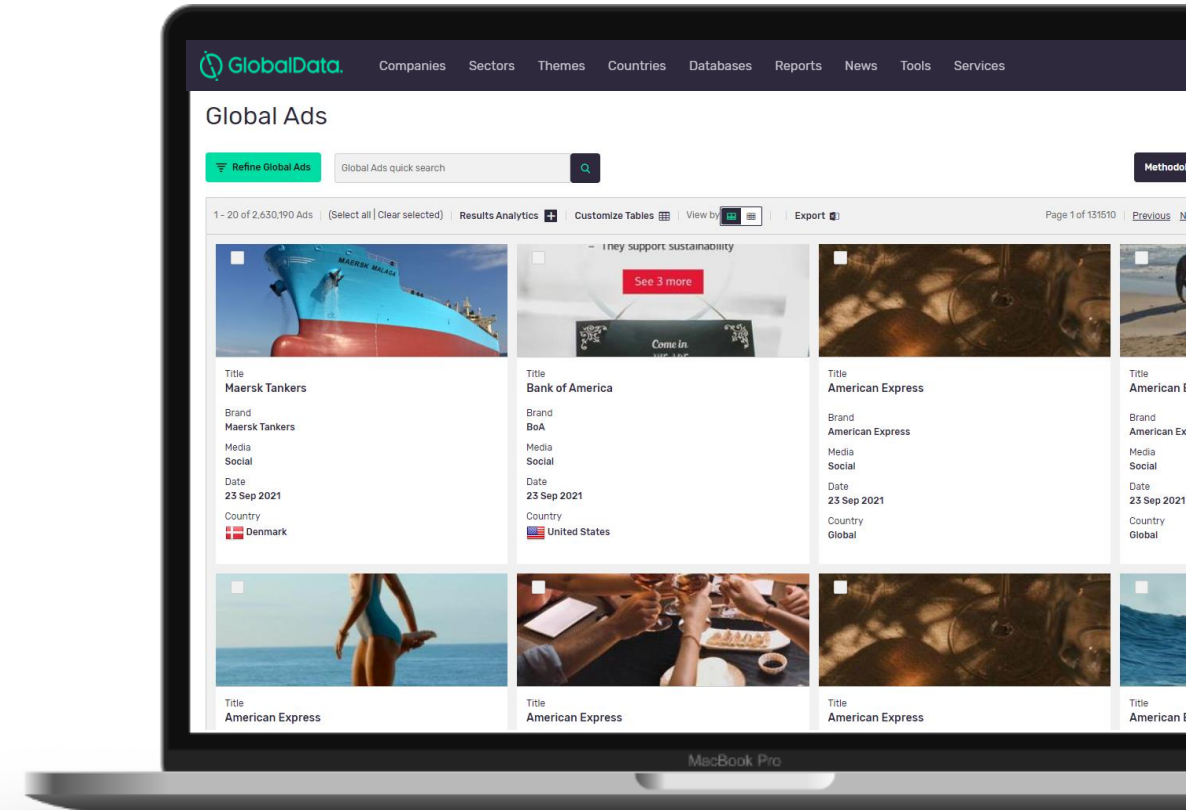 GlobalData. Companies Sectors Themes Countries Databases Reports News Tools Services
Global Ads
Refine Global Ads Global Ads quick search
1 - 20 of 2,630,190 Ads (Select all | Clear selected) Results Analytics Customize Tables View by Export Page 1 of 131510 Previous
MAERSK MALAGA
– They support sustainability
See 3 more
Come in
Title
Maersk Tankers
Brand
Maersk Tankers
Media
Social
Date
23 Sep 2021
Country
Denmark
Title
Bank of America
Brand
BoA
Media
Social
Date
23 Sep 2021
Country
United States
Title
American Express
Brand
American Express
Media
Social
Date
23 Sep 2021
Country
Global
Title
American
Brand
American
Media
Social
Date
23 Sep 2021
Country
Global
Title
American Express
Title
American Express
Title
American Express
Title
American
MacBook Pro